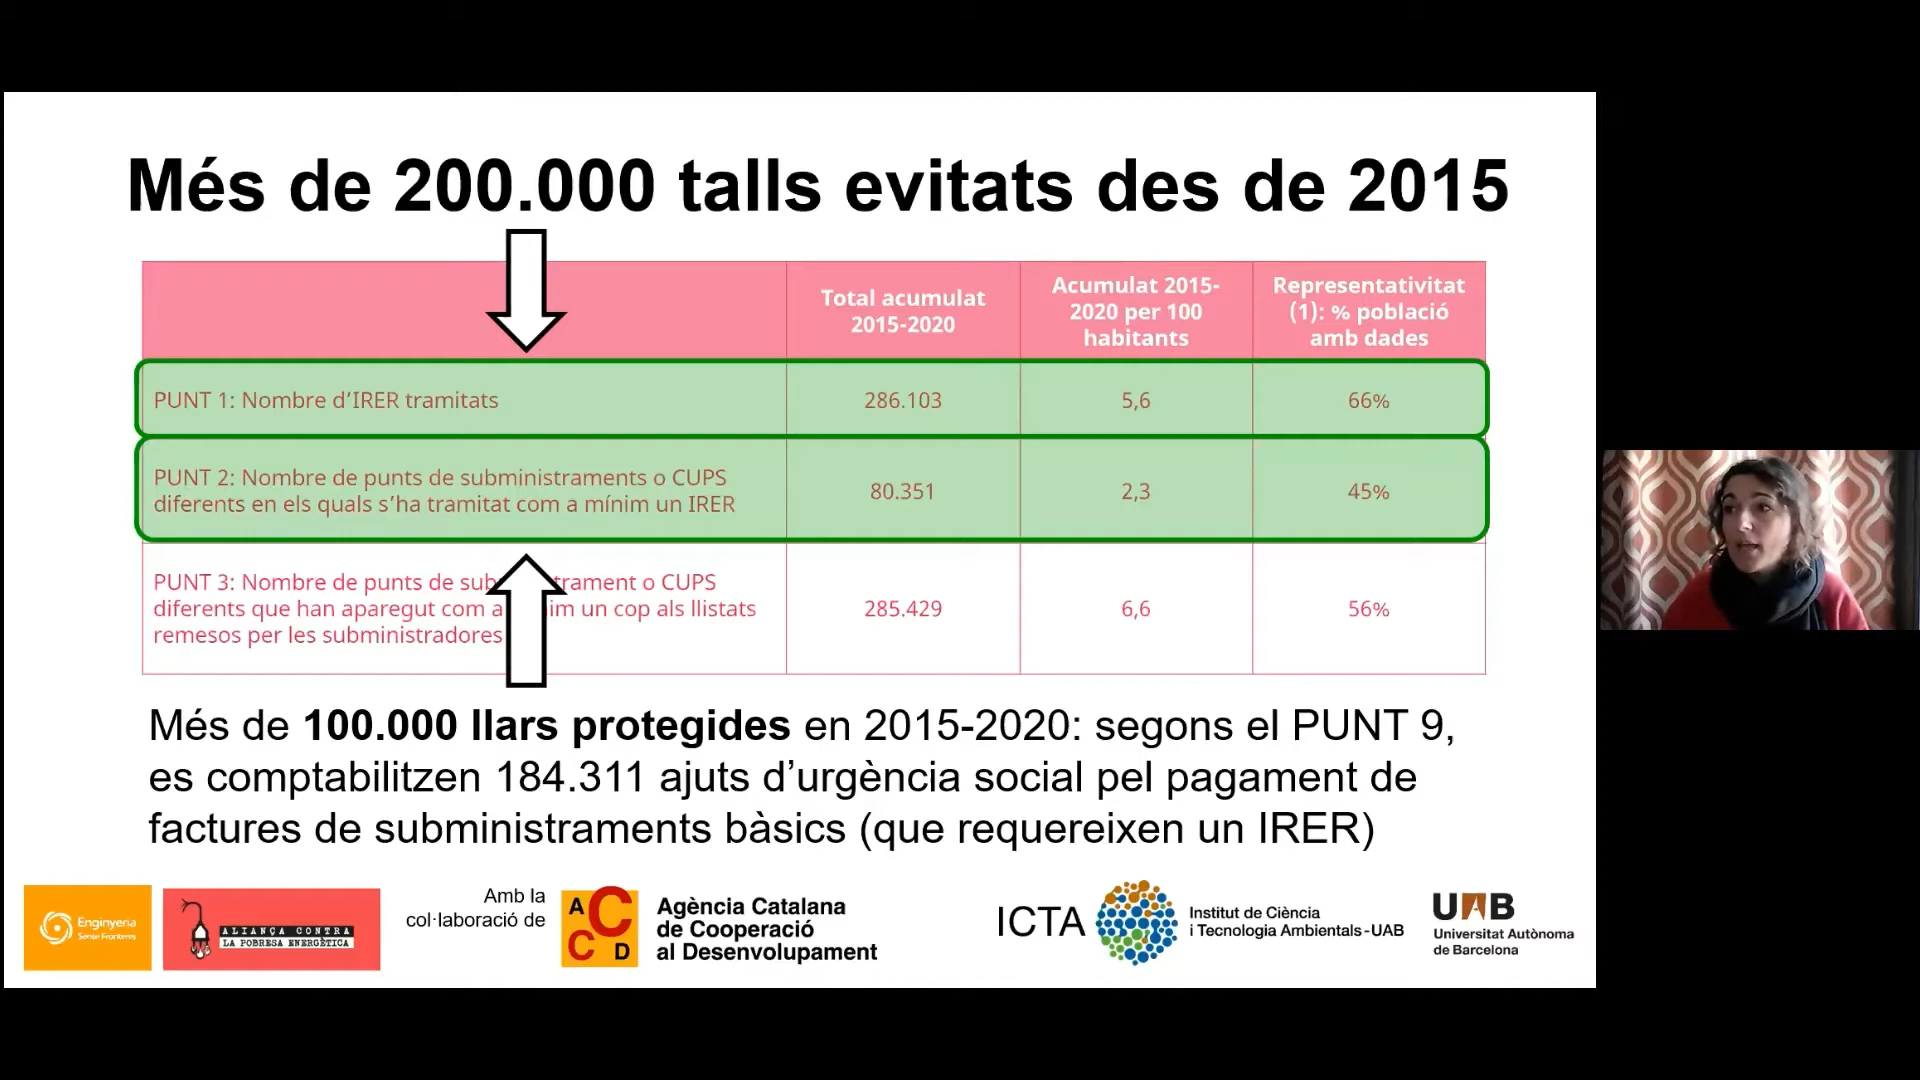 Més de 200.000 talls evitats des de 2015
Total acumulat
2015-2020
Acumulat 2015-
2020 per 100
habitants
Representativitat
(1): % població
amb dades
PUNT 1: Nombre d’IRER tramitats
286.103
5,6
66%
PUNT 2: Nombre de punts de subministraments o CUPS
diferents en els quals s’ha tramitat com a mínim un IRER
80.351
2,3
45%
PUNT 3: Nombre de punts de sub trament o CUPS
diferents que han aparegut com a im un cop als llistats
remesos per les subministradores
285.429
6,6
56%
Més de 100.000 llars protegides en 2015-2020: segons el PUNT 9,
es comptabilitzen 184.311 ajuts d’urgència social pel pagament de
factures de subministraments bàsics (que requereixen un IRER)
Enginyeria
Sense Fronteres
ALIANÇA CONTRA
LA POBRESA ENERGÈTICA
Amb la
col·laboració de
A C
C D
Agència Catalana
de Cooperació
al Desenvolupament
ICTA
Institut de Ciència
i Tecnologia Ambientals-UAB
UAB
Universitat Autònoma
de Barcelona